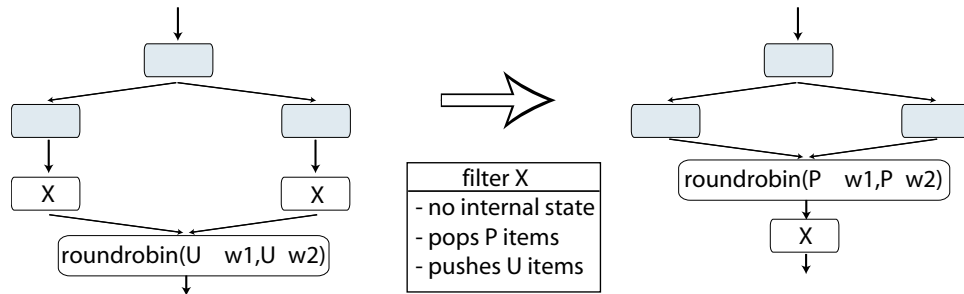 X
X
roundrobin(U w1,U w2)
filter X
- no internal state
- pops P items
- pushes U items
roundrobin(P w1,P w2)
X